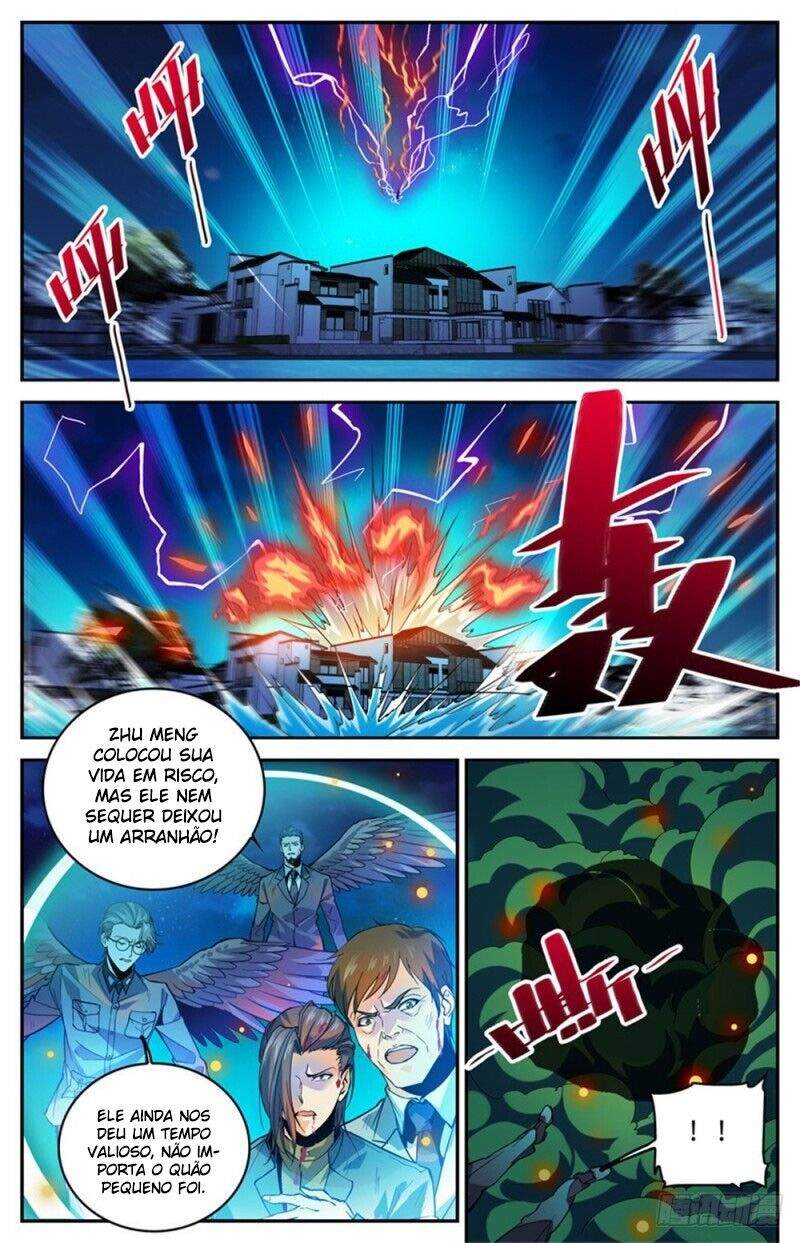 ZHU MENG
COLOCOU SUA
VIDA EM RISCO,
MAS ELE NEM
SEQUER DEIXOU
UM ARRANHÃO!
ELE AINDA NOS
DEU UM TEMPO
VALIOSO, NÃO IM-
PORTA O QUÃO
PEQUENO FOI.
！！